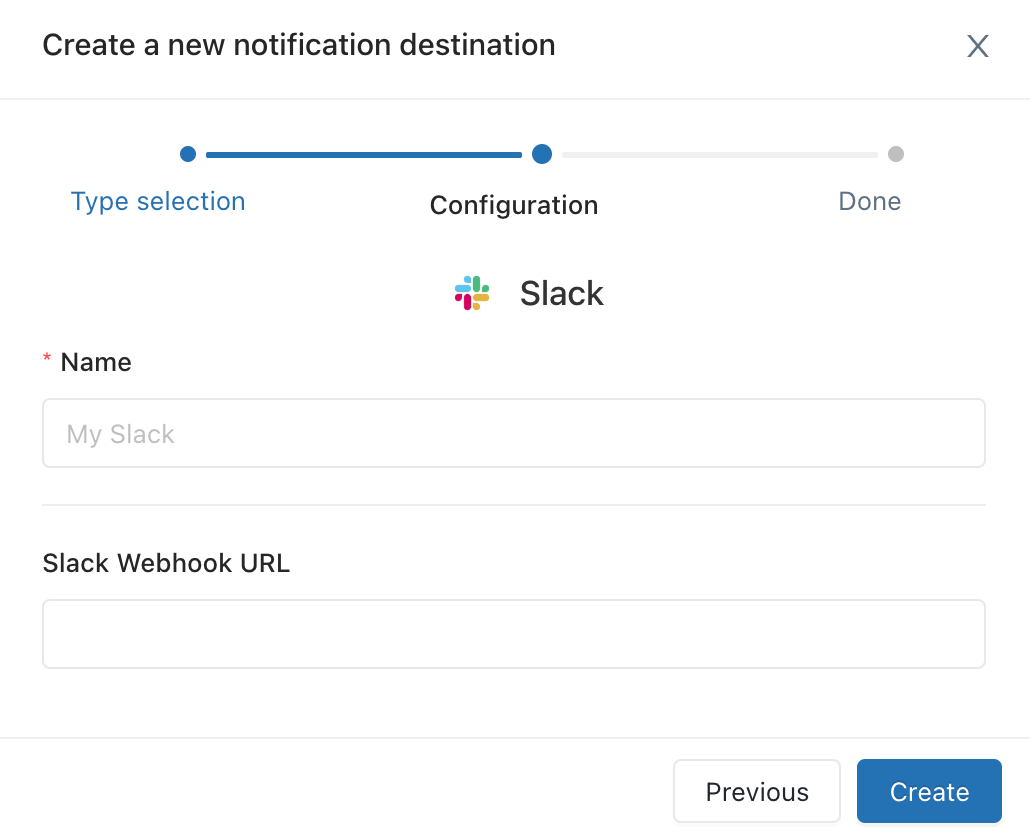 Create a new notification destination
Type selection
Configuration
Done
Slack
* Name
My Slack
Slack Webhook URL
Previous
Create